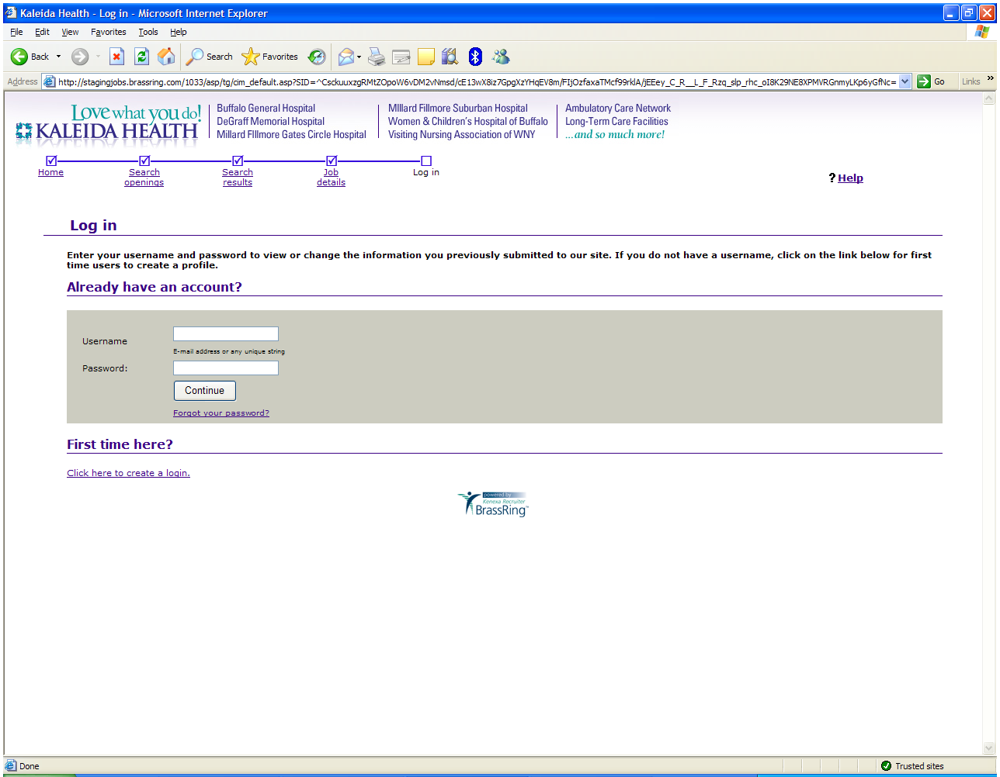 Kaleida Health - Log in - Microsoft Internet Explorer
File Edit View Favorites Tools Help
Back Search Favorites
Address http://stagingjobs.brassring.com/1033/asp/tg/cim_default.asp?SID= Go Links »
Love what you do!
KALEIDA HEALTH
Buffalo General Hospital
DeGraff Memorial Hospital
Millard FIllmore Gates Circle Hospital
MIllard Fillmore Suburban Hospital
Women & Children's Hospital of Buffalo
Visiting Nursing Association of WNY
Ambulatory Care Network
Long-Term Care Facilities
...and so much more!
Home
Search
openings
Search
results
Job
details
Log in
? Help
Log in
Enter your username and password to view or change the information you previously submitted to our site. If you do not have a username, click on the link below for first
time users to create a profile.
Already have an account?
Username
E-mail address or any unique string
Password:
Continue
Forgot your password?
First time here?
Click here to create a login.
powered by
Kenexa Recruiter
BrassRing™
Done Trusted sites